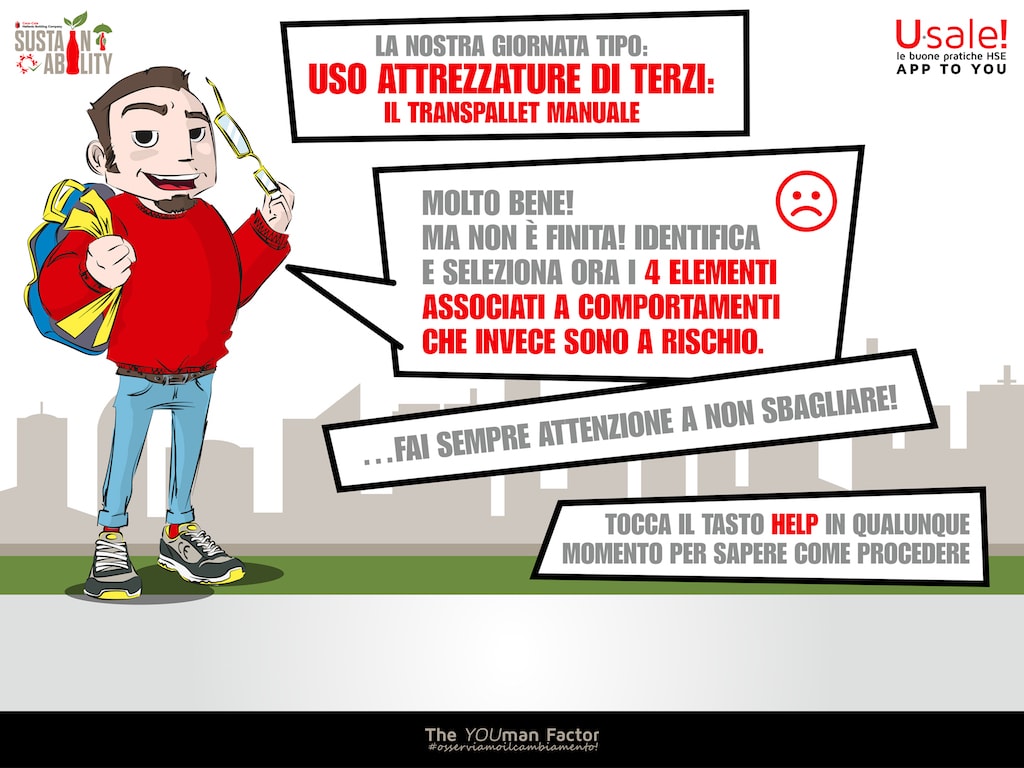 SUSTAIN
ABILITY
U·sale!
le buone pratiche HSE
APP TO YOU
LA NOSTRA GIORNATA TIPO:
USO ATTREZZATURE DI TERZI:
IL TRANSPALLET MANUALE
MOLTO BENE!
MA NON È FINITA! IDENTIFICA
E SELEZIONA ORA I 4 ELEMENTI
ASSOCIATI A COMPORTAMENTI
CHE INVECE SONO A RISCHIO.
...FAI SEMPRE ATTENZIONE A NON SBAGLIARE!
TOCCA IL TASTO HELP IN QUALUNQUE
MOMENTO PER SAPERE COME PROCEDERE
The YOUman Factor
#osserviamoilcambiamento!